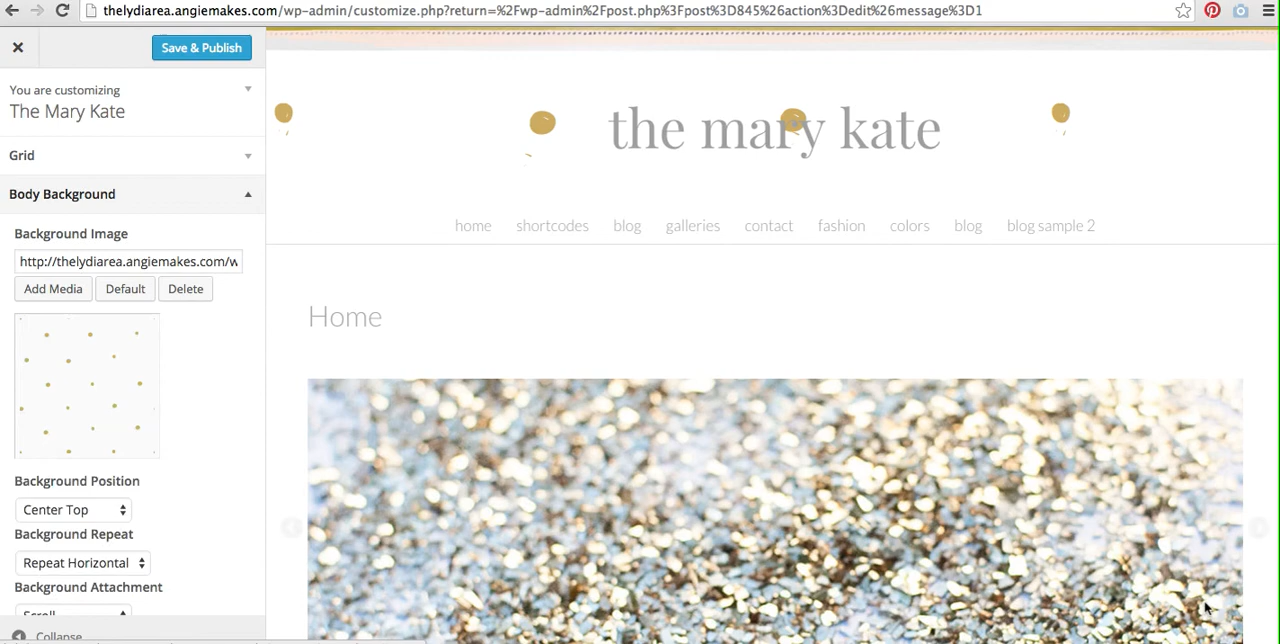 thelydiarea.angiemakes.com/wp-admin/customize.php?return=%2Fwp-admin%2Fpost.php%3Fpost%3D845%26action%3Dedit%26message%3D1
Save & Publish
You are customizing
The Mary Kate
Grid
Body Background
Background Image
http://thelydiarea.angiemakes.com/w
Add Media Default Delete
Background Position
Center Top
Background Repeat
Repeat Horizontal
Background Attachment
Scroll
Collapse
the mary kate
home shortcodes blog galleries contact fashion colors blog blog sample 2
Home